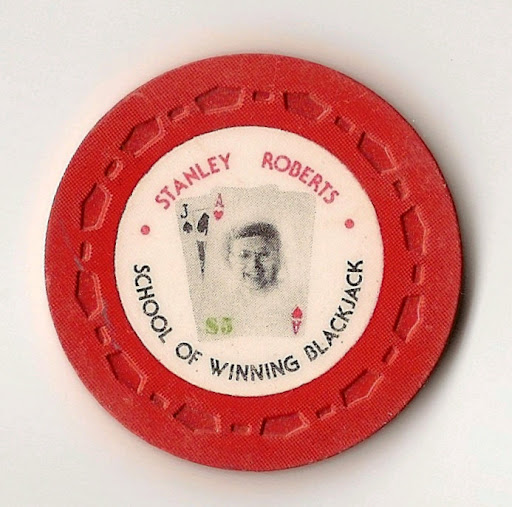 STANLEY ROBERTS
J
A
$5
A
SCHOOL OF WINNING BLACKJACK